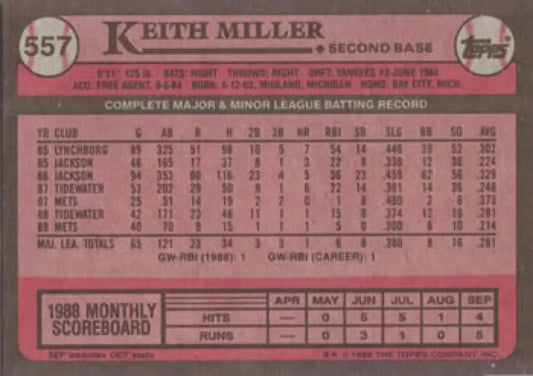 557
KEITH MILLER
SECOND BASE
Topps
5'11" 175 lb. BATS: RIGHT THROWS: RIGHT DRFT: YANKEES #2-JUNE 1984
ACQ: FREE AGENT, 9-6-84 BORN: 6-12-63, MIDLAND, MICHIGAN HOME: BAY CITY, MICH.
COMPLETE MAJOR & MINOR LEAGUE BATTING RECORD
YR CLUB G AB R H 2B 3B HR RBI SB SLG BB SO AVG
85 LYNCHBURG 89 325 51 98 10 5 7 54 14 .446 39 52 .302
85 JACKSON 46 165 17 37 8 1 3 22 8 .339 12 38 .224
86 JACKSON 94 353 80 116 23 4 5 36 23 .459 62 56 .329
87 TIDEWATER 53 202 29 50 9 1 6 22 14 .391 14 36 .248
87 METS 25 51 14 19 2 2 0 1 8 .490 2 6 .373
88 TIDEWATER 42 171 23 48 11 1 1 15 8 .374 12 19 .281
88 METS 40 70 9 15 1 1 1 5 0 .300 6 10 .214
MAJ. LEA. TOTALS 65 121 23 34 3 3 1 6 8 .380 8 16 .281
GW-RBI (1988): 1 GW-RBI (CAREER): 1
1988 MONTHLY SCOREBOARD
APR MAY JUN JUL AUG SEP
HITS — 0 5 5 1 4
RUNS — 0 3 1 0 5
SEP includes OCT stats
© 1989 THE TOPPS COMPANY, INC.